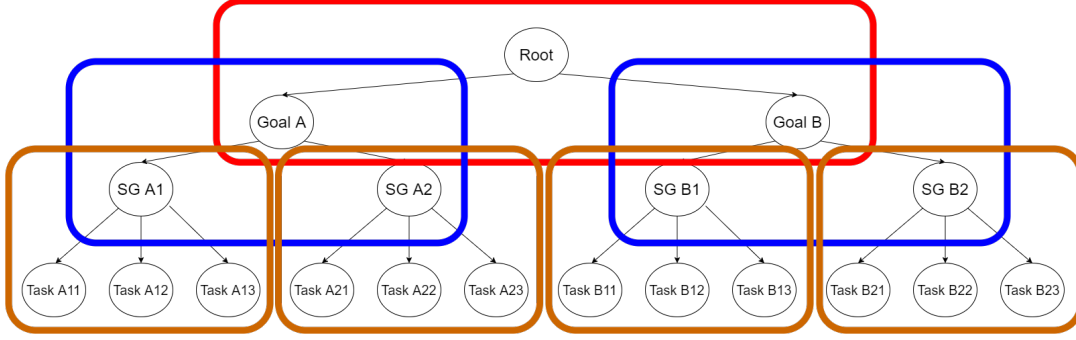 Root
Goal A
Goal B
SG A1
SG A2
SG B1
SG B2
Task A11
Task A12
Task A13
Task A21
Task A22
Task A23
Task B11
Task B12
Task B13
Task B21
Task B22
Task B23